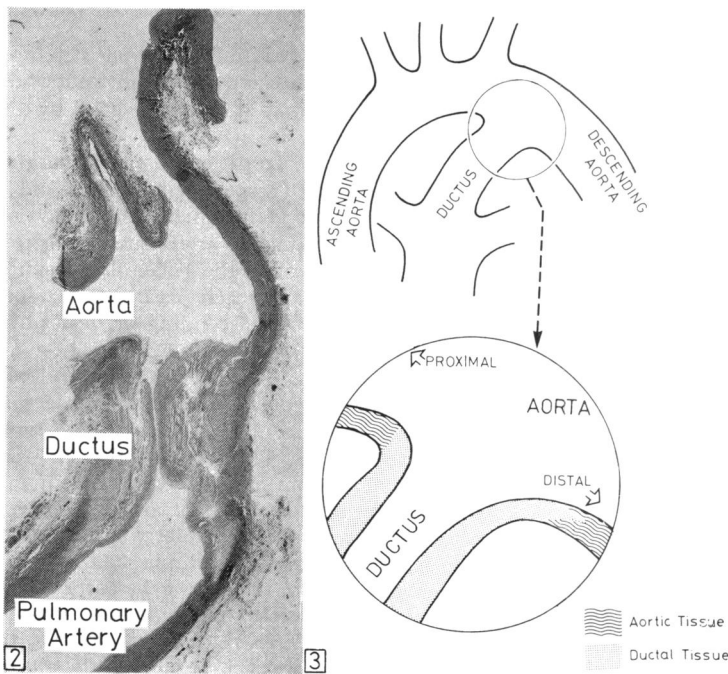 Aorta
Ductus
Pulmonary
Artery
2
3
ASCENDING
AORTA
DUCTUS
DESCENDING
AORTA
PROXIMAL
AORTA
DISTAL
DUCTUS
Aortic Tissue
Ductal Tissue